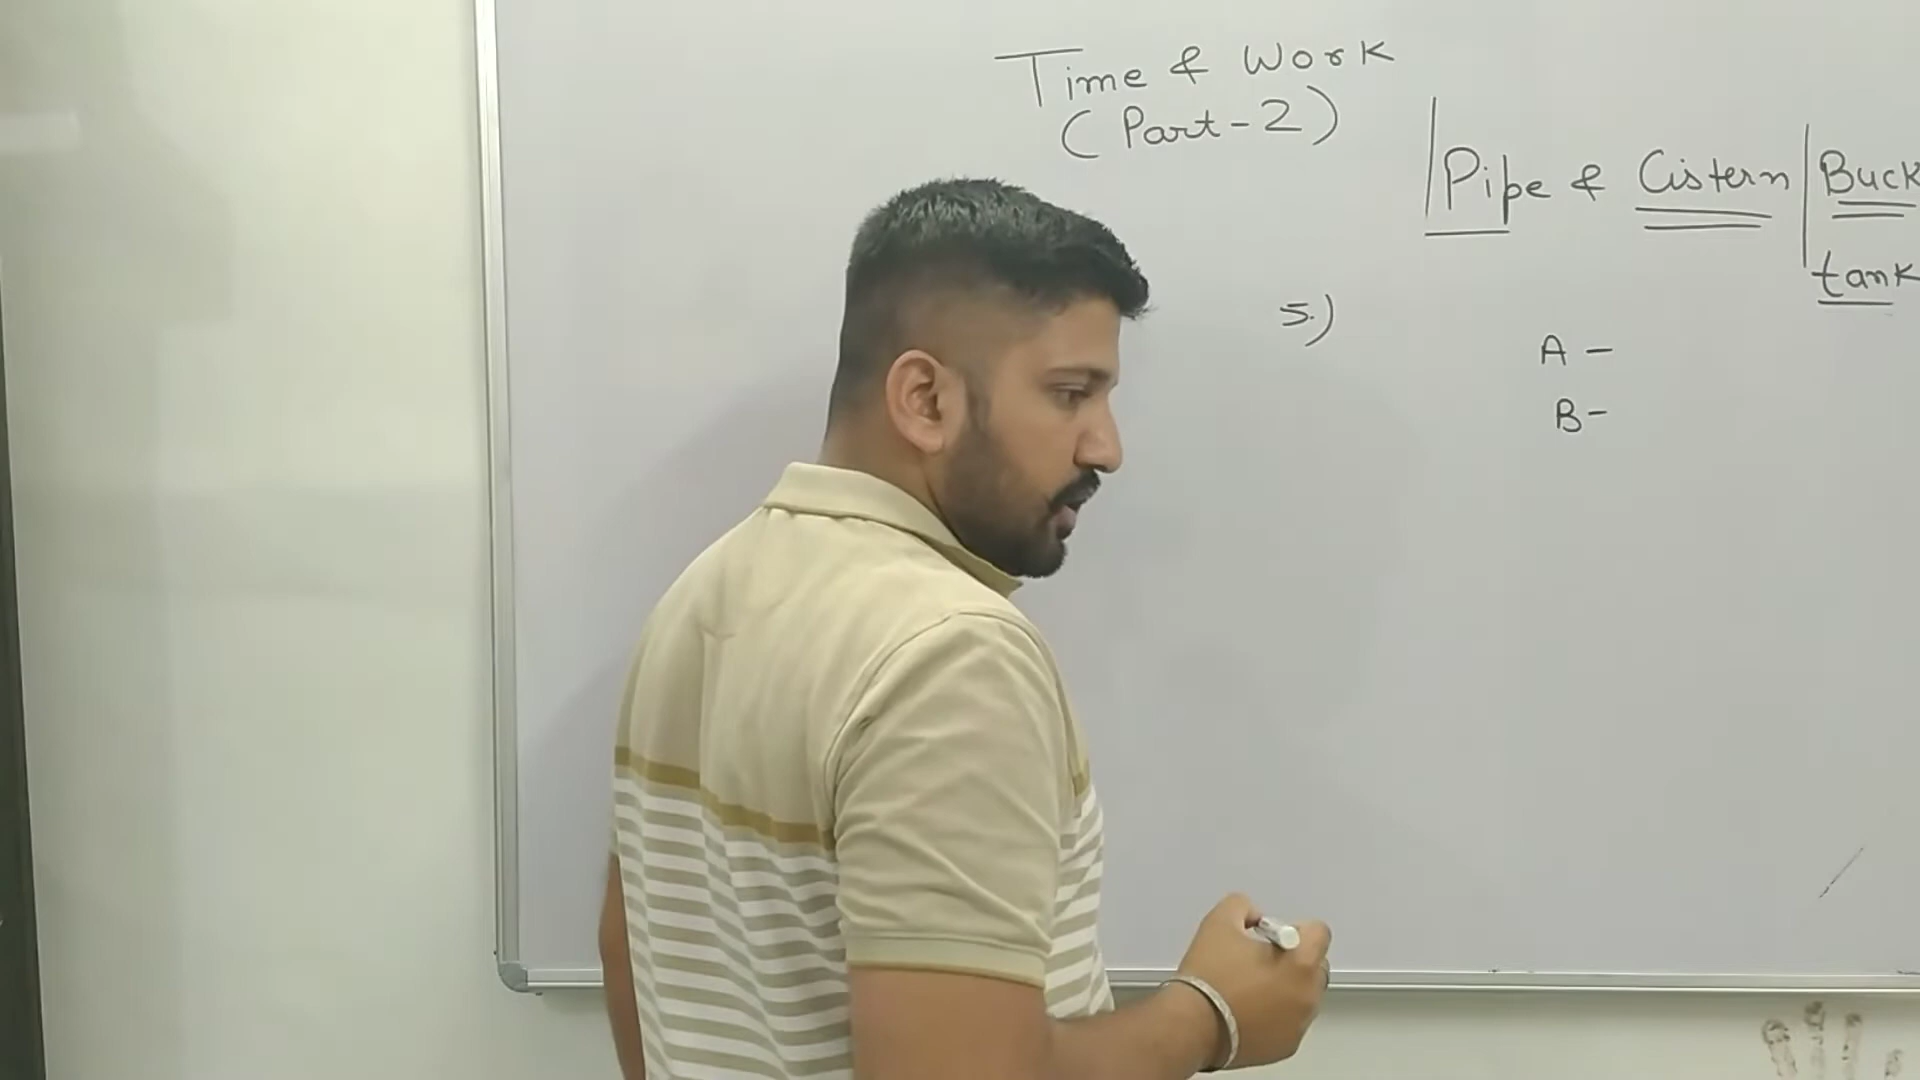 Time & Work
(Part-2)
Pipe & Cistern | Buck
tank
5.)
A -
B -